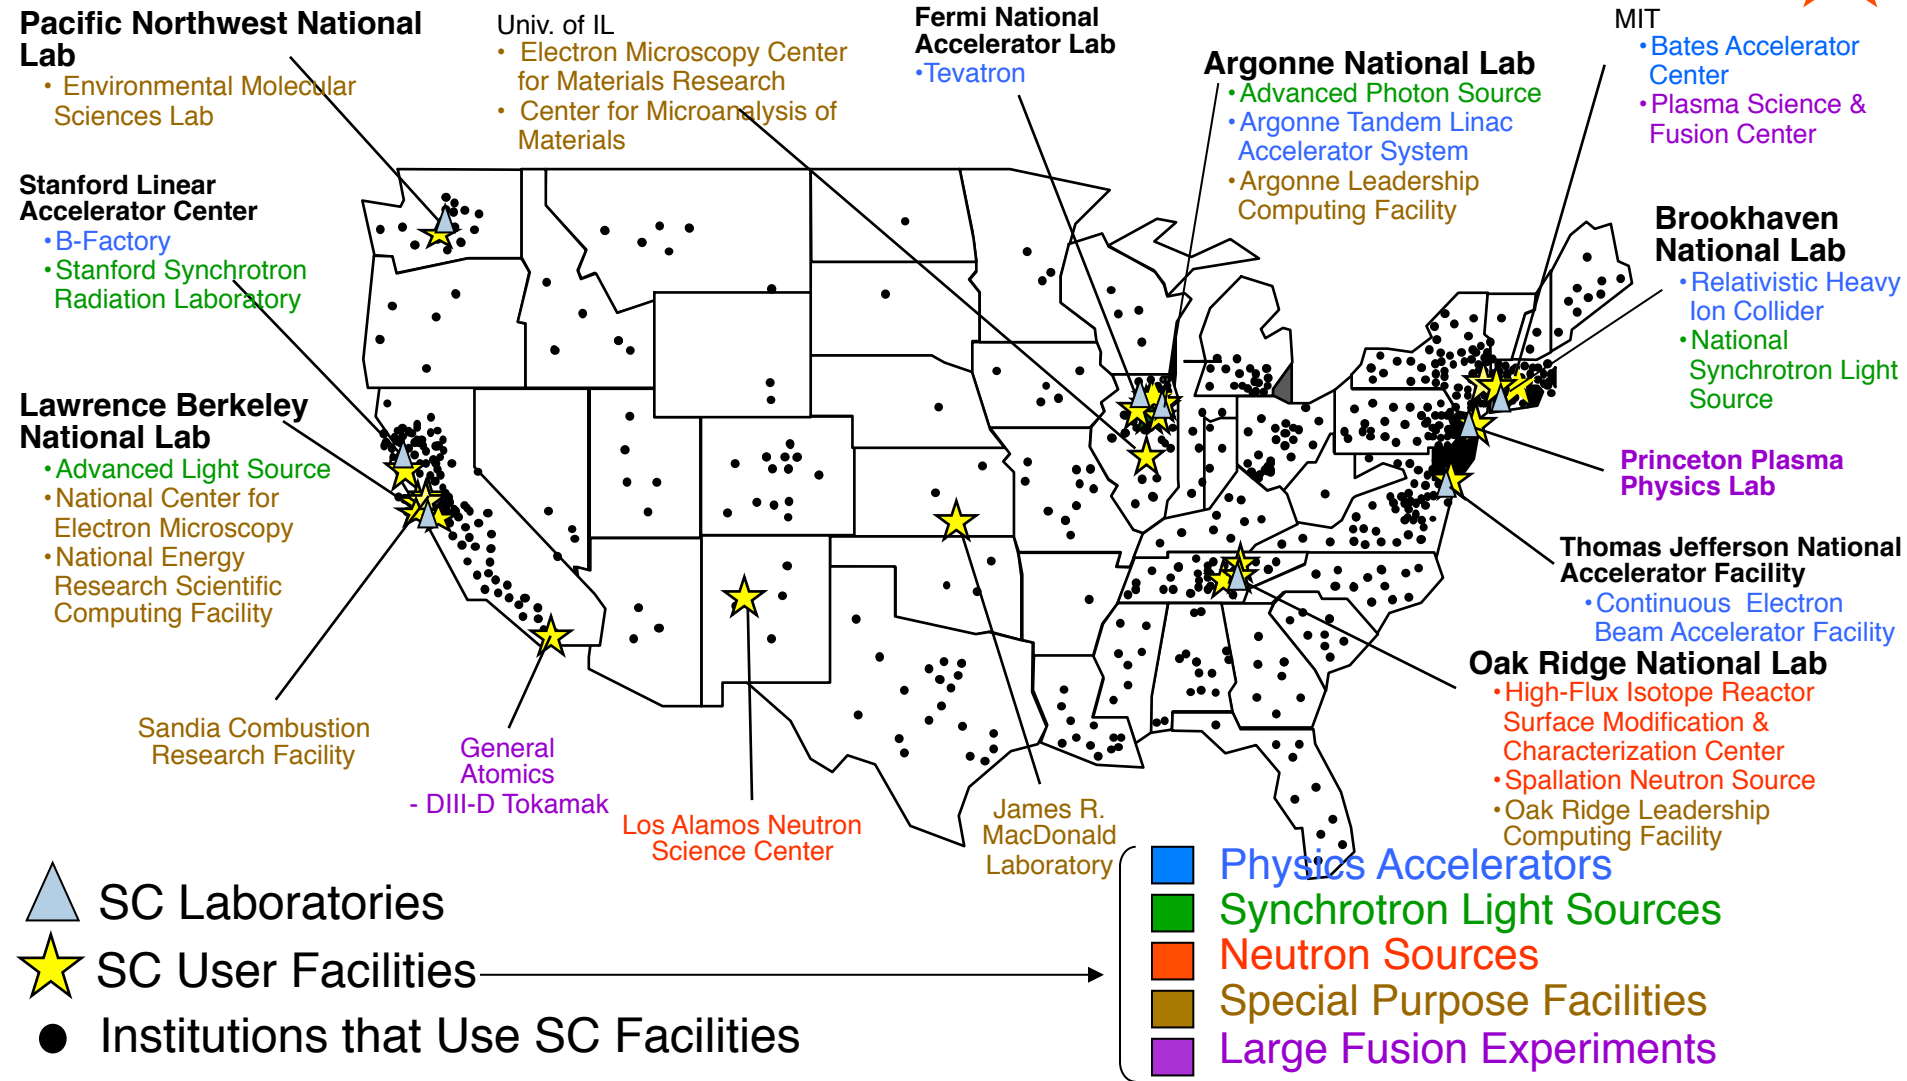 Pacific Northwest National
Lab
• Environmental Molecular
Sciences Lab
Univ. of IL
• Electron Microscopy Center
for Materials Research
• Center for Microanalysis of
Materials
Fermi National
Accelerator Lab
•Tevatron
Argonne National Lab
•Advanced Photon Source
•Argonne Tandem Linac
Accelerator System
•Argonne Leadership
Computing Facility
MIT
•Bates Accelerator
Center
•Plasma Science &
Fusion Center
Stanford Linear
Accelerator Center
•B-Factory
•Stanford Synchrotron
Radiation Laboratory
Brookhaven
National Lab
•Relativistic Heavy
Ion Collider
•National
Synchrotron Light
Source
Lawrence Berkeley
National Lab
•Advanced Light Source
•National Center for
Electron Microscopy
•National Energy
Research Scientific
Computing Facility
Princeton Plasma
Physics Lab
Thomas Jefferson National
Accelerator Facility
•Continuous Electron
Beam Accelerator Facility
Oak Ridge National Lab
•High-Flux Isotope Reactor
Surface Modification &
Characterization Center
•Spallation Neutron Source
•Oak Ridge Leadership
Computing Facility
Sandia Combustion
Research Facility
General
Atomics
- DIII-D Tokamak
Los Alamos Neutron
Science Center
James R.
MacDonald
Laboratory
SC Laboratories
SC User Facilities
Institutions that Use SC Facilities
Physics Accelerators
Synchrotron Light Sources
Neutron Sources
Special Purpose Facilities
Large Fusion Experiments